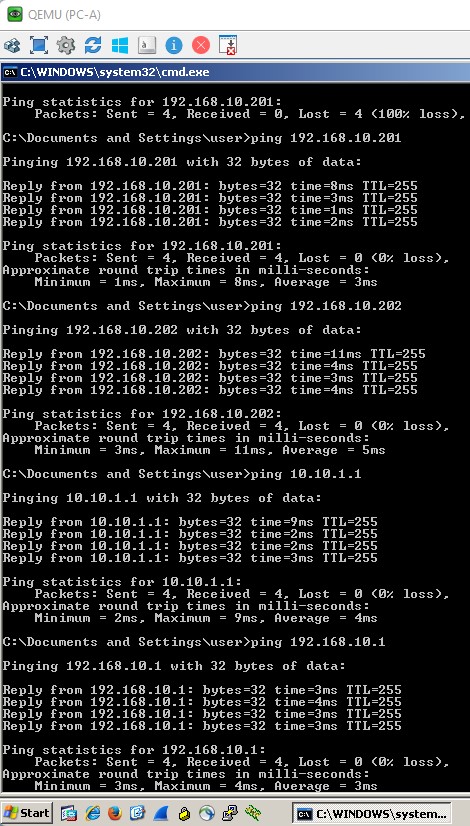 QEMU (PC-A)
C:\WINDOWS\system32\cmd.exe
Ping statistics for 192.168.10.201:
    Packets: Sent = 4, Received = 0, Lost = 4 (100% loss),
C:\Documents and Settings\user>ping 192.168.10.201
Pinging 192.168.10.201 with 32 bytes of data:
Reply from 192.168.10.201: bytes=32 time=8ms TTL=255
Reply from 192.168.10.201: bytes=32 time=3ms TTL=255
Reply from 192.168.10.201: bytes=32 time=1ms TTL=255
Reply from 192.168.10.201: bytes=32 time=2ms TTL=255
Ping statistics for 192.168.10.201:
    Packets: Sent = 4, Received = 4, Lost = 0 (0% loss),
Approximate round trip times in milli-seconds:
    Minimum = 1ms, Maximum = 8ms, Average = 3ms
C:\Documents and Settings\user>ping 192.168.10.202
Pinging 192.168.10.202 with 32 bytes of data:
Reply from 192.168.10.202: bytes=32 time=11ms TTL=255
Reply from 192.168.10.202: bytes=32 time=4ms TTL=255
Reply from 192.168.10.202: bytes=32 time=3ms TTL=255
Reply from 192.168.10.202: bytes=32 time=4ms TTL=255
Ping statistics for 192.168.10.202:
    Packets: Sent = 4, Received = 4, Lost = 0 (0% loss),
Approximate round trip times in milli-seconds:
    Minimum = 3ms, Maximum = 11ms, Average = 5ms
C:\Documents and Settings\user>ping 10.10.1.1
Pinging 10.10.1.1 with 32 bytes of data:
Reply from 10.10.1.1: bytes=32 time=9ms TTL=255
Reply from 10.10.1.1: bytes=32 time=2ms TTL=255
Reply from 10.10.1.1: bytes=32 time=2ms TTL=255
Reply from 10.10.1.1: bytes=32 time=3ms TTL=255
Ping statistics for 10.10.1.1:
    Packets: Sent = 4, Received = 4, Lost = 0 (0% loss),
Approximate round trip times in milli-seconds:
    Minimum = 2ms, Maximum = 9ms, Average = 4ms
C:\Documents and Settings\user>ping 192.168.10.1
Pinging 192.168.10.1 with 32 bytes of data:
Reply from 192.168.10.1: bytes=32 time=3ms TTL=255
Reply from 192.168.10.1: bytes=32 time=4ms TTL=255
Reply from 192.168.10.1: bytes=32 time=3ms TTL=255
Reply from 192.168.10.1: bytes=32 time=3ms TTL=255
Ping statistics for 192.168.10.1:
    Packets: Sent = 4, Received = 4, Lost = 0 (0% loss),
Approximate round trip times in milli-seconds:
    Minimum = 3ms, Maximum = 4ms, Average = 3ms
Start
C:\WINDOWS\system...